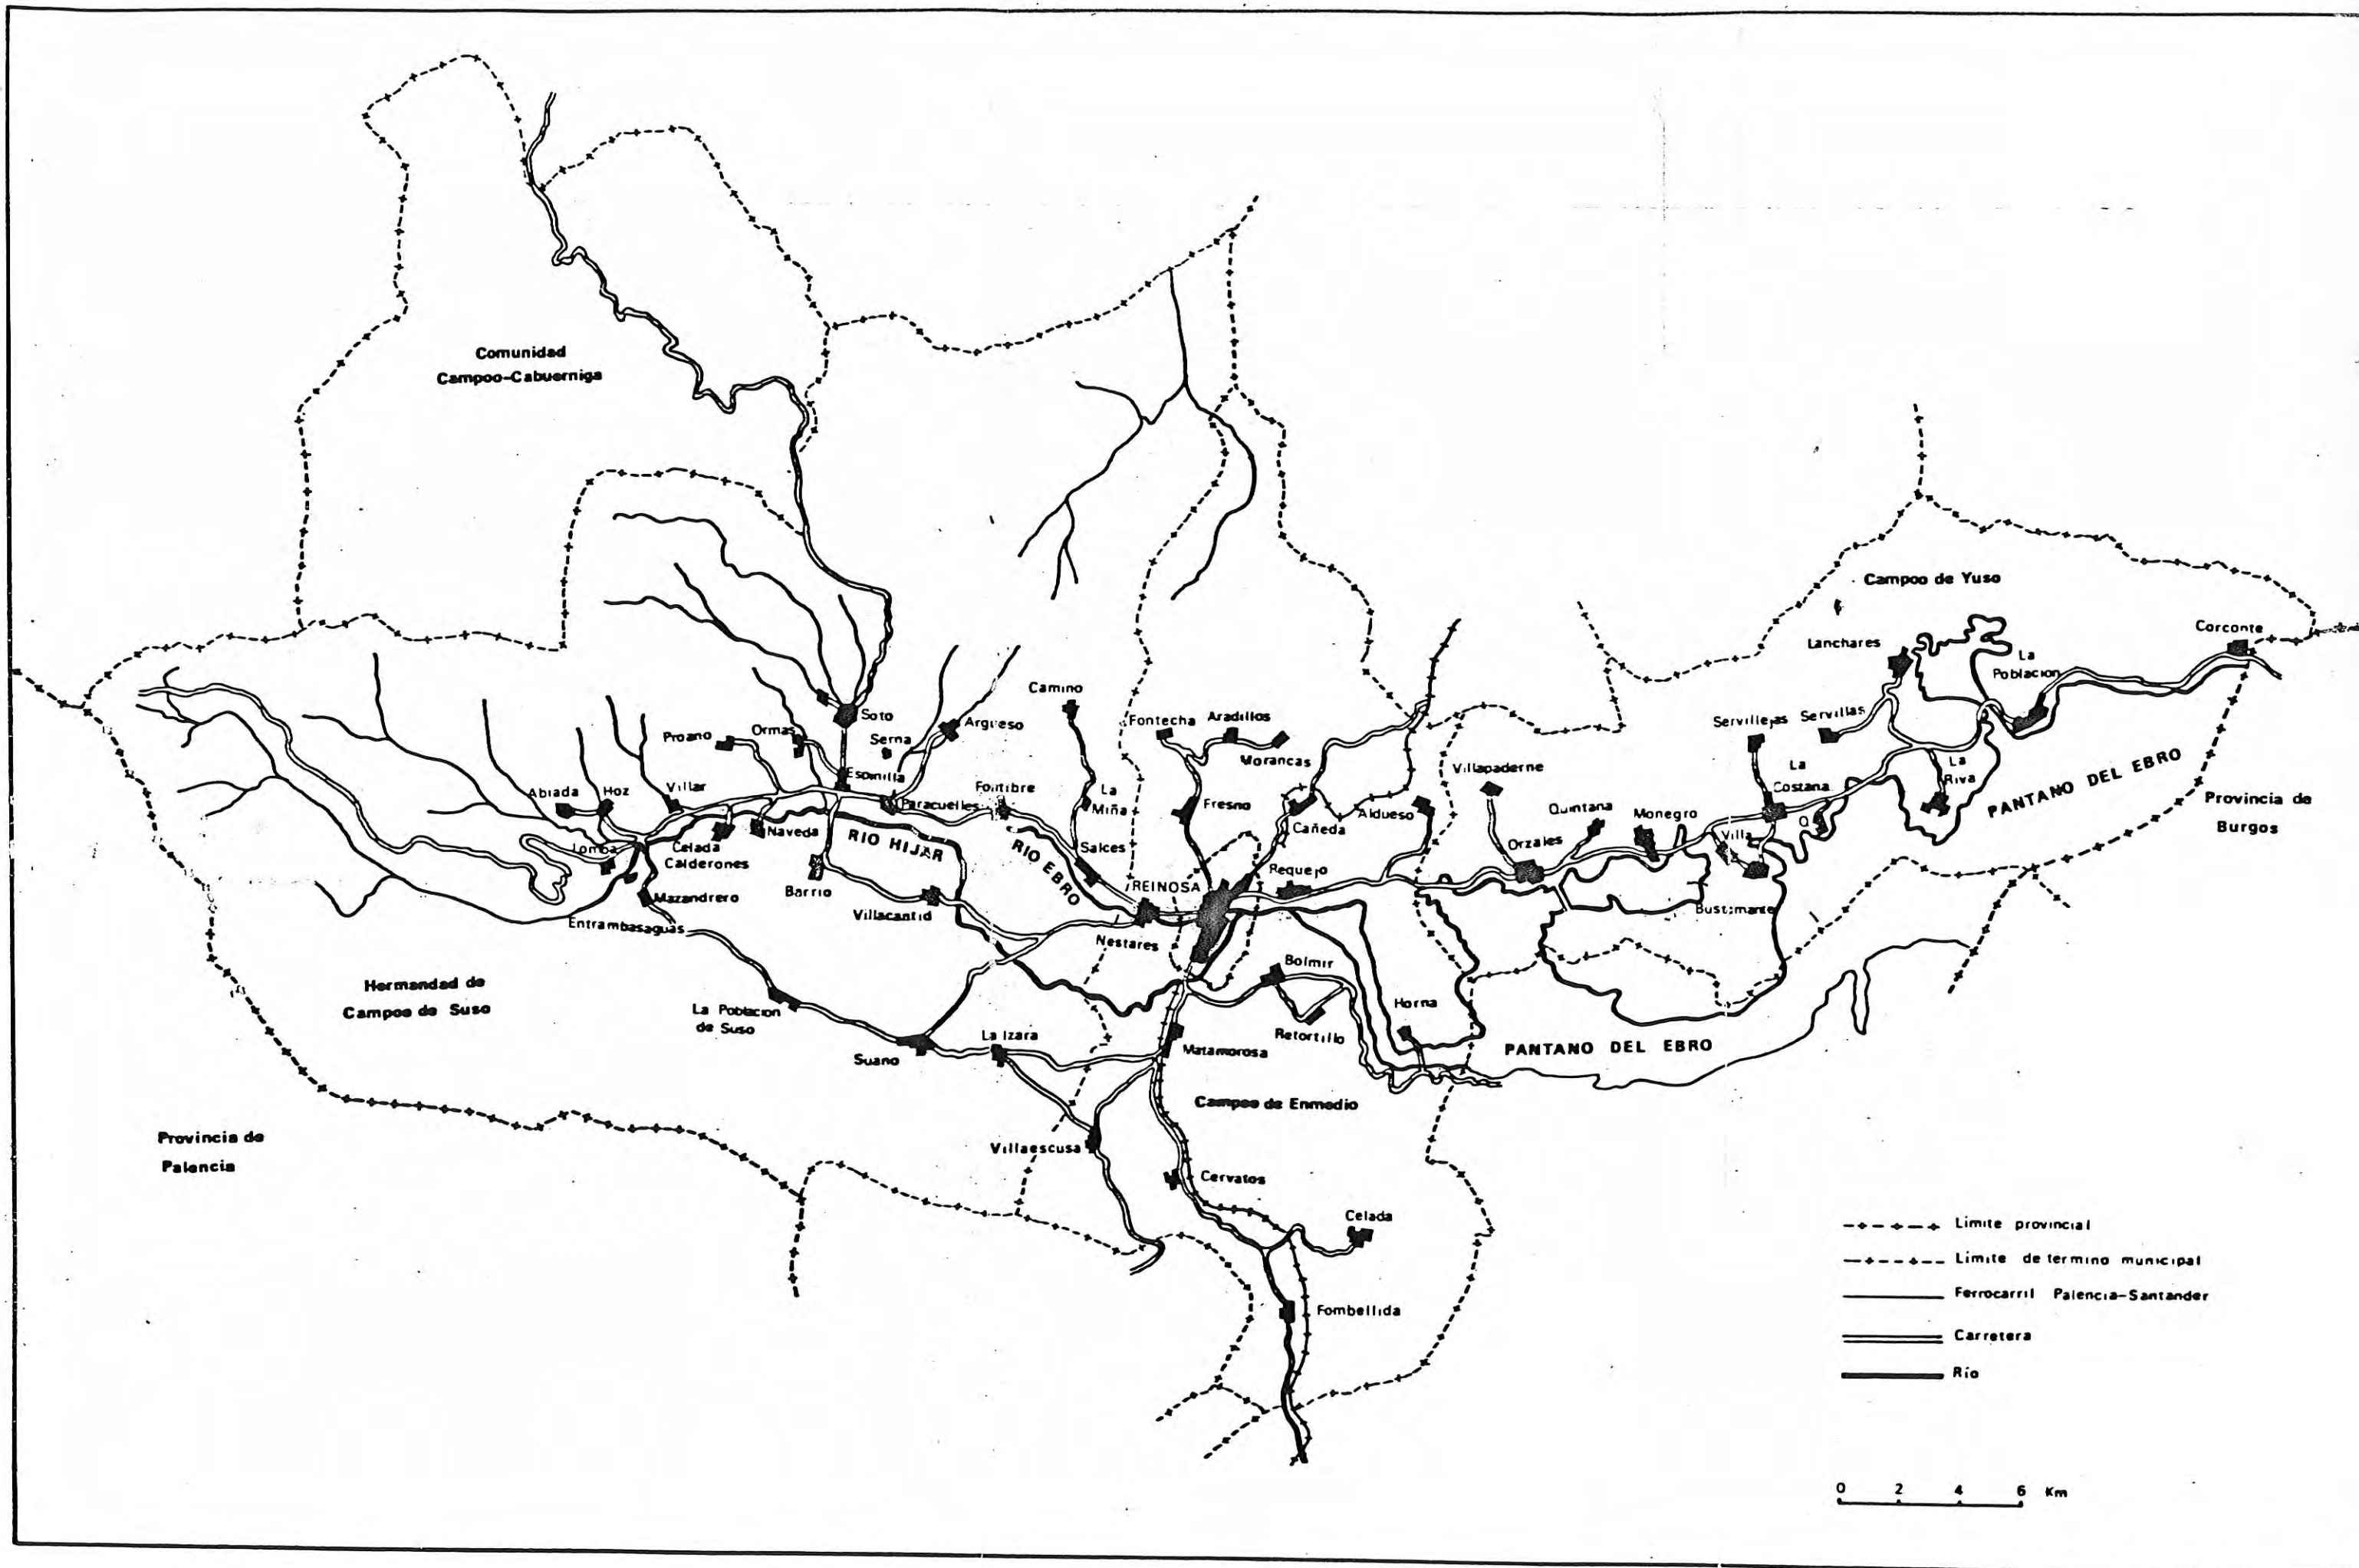 Comunidad
Campoo-Cabuerniga
Campoo de Yuso
Corconte
Lanchares
La
Poblacion
Camino
Soto
Argüeso
Fontecha
Aradillos
Servillejas
Servillas
Proano
Ormas
Serna
Morancas
Espinilla
Villapaderne
La
Costana
La
Riva
PANTANO DEL EBRO
Abiada
Hoz
Villar
Fontibre
La
Miña
Fresno
Paracuelles
Aldueso
Quintana
Monegro
Provincia de
Burgos
Naveda
RIO HIJAR
Cañeda
Villa
Q
Lomba
Celada
Calderones
RIO EBRO
Salces
Orzales
Requejo
REINOSA
Barrio
Mazandrero
Villacantid
Bustamante
Entrambasaguas
Nestares
Bolmir
Hermandad de
Campoo de Suso
Horna
La Poblacion
de Suso
La Izara
Retortillo
Suano
Matamorosa
PANTANO DEL EBRO
Campoo de Enmedio
Provincia de
Palencia
Villaescusa
Cervatos
Celada
Fombellida
Limite provincial
Limite de termino municipal
Ferrocarril Palencia-Santander
Carretera
Río
0 2 4 6 Km